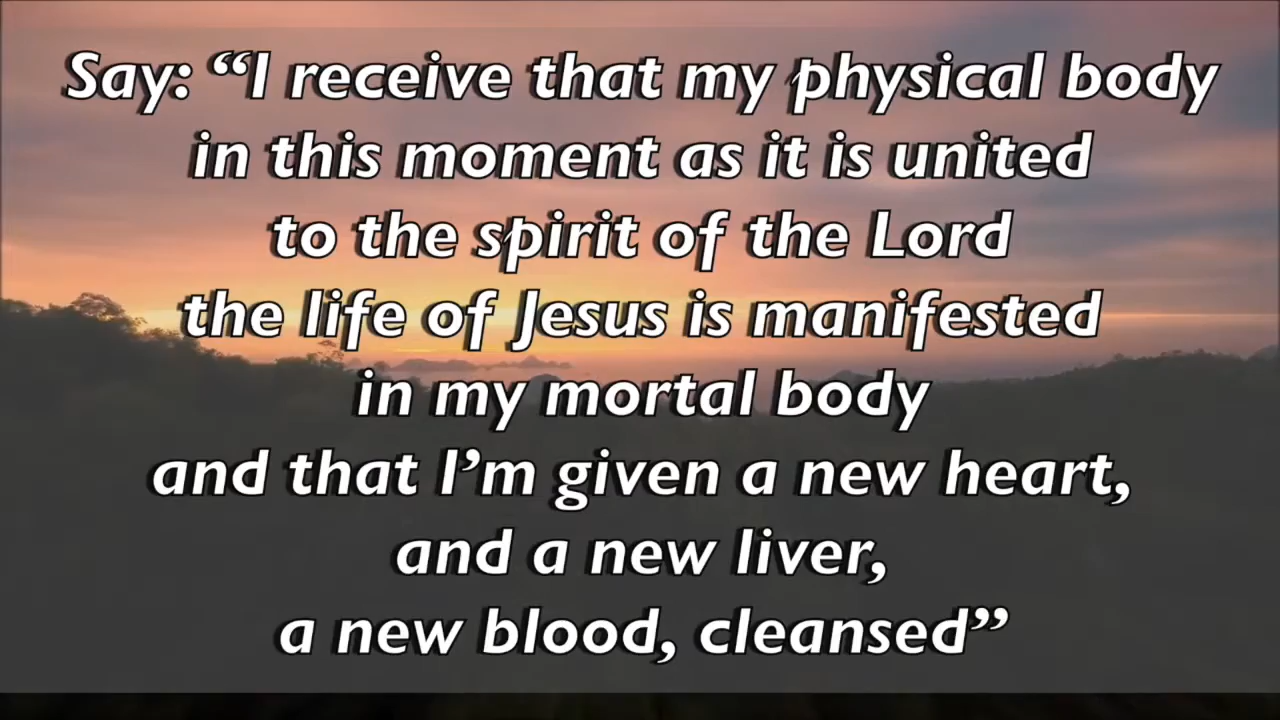 Say: “I receive that my physical body
in this moment as it is united
to the spirit of the Lord
the life of Jesus is manifested
in my mortal body
and that I’m given a new heart,
and a new liver,
a new blood, cleansed”